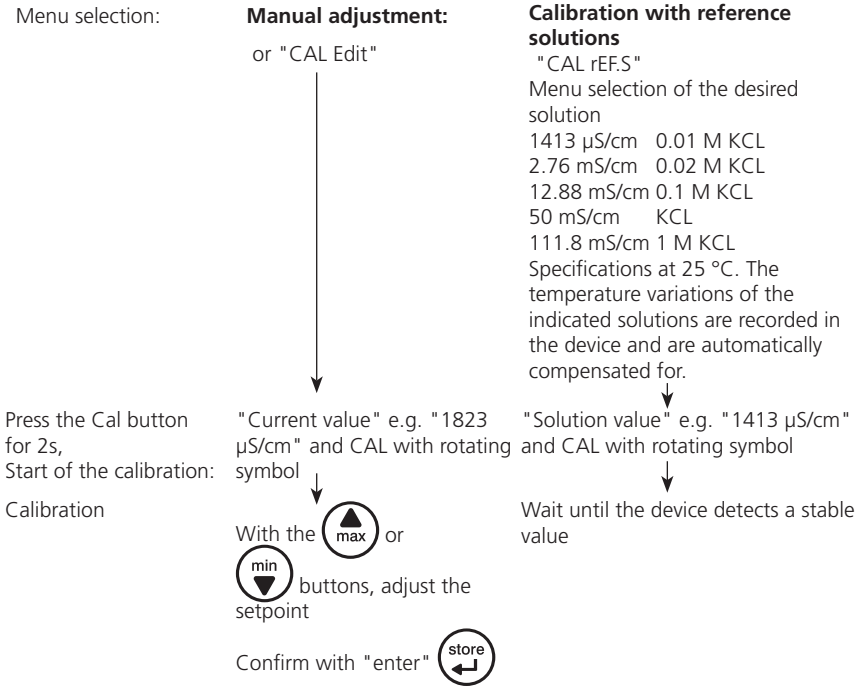 Menu selection:
Manual adjustment:
or "CAL Edit"
Calibration with reference
solutions
"CAL rEF.S"
Menu selection of the desired
solution
1413 µS/cm 0.01 M KCL
2.76 mS/cm 0.02 M KCL
12.88 mS/cm 0.1 M KCL
50 mS/cm KCL
111.8 mS/cm 1 M KCL
Specifications at 25 °C. The
temperature variations of the
indicated solutions are recorded in
the device and are automatically
compensated for.
Press the Cal button
for 2s,
Start of the calibration:
"Current value" e.g. "1823
µS/cm" and CAL with rotating
symbol
"Solution value" e.g. "1413 µS/cm"
and CAL with rotating symbol
Calibration
With the max or
min buttons, adjust the
setpoint
Confirm with "enter" store
Wait until the device detects a stable
value